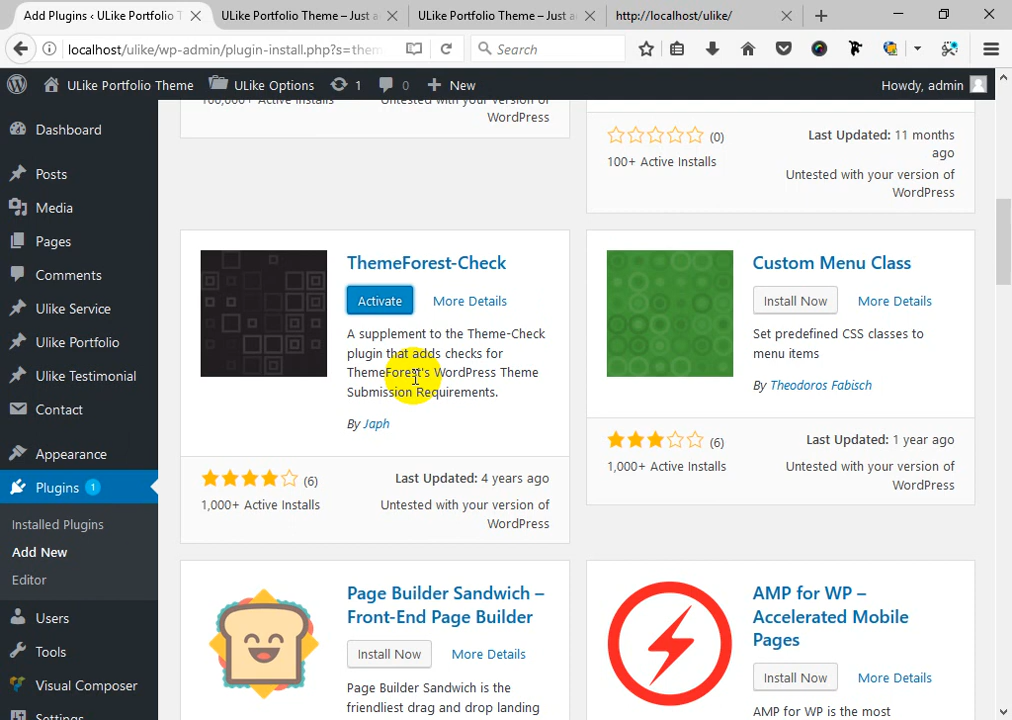 Add Plugins ‹ ULike Portfolio T
ULike Portfolio Theme – Just a
ULike Portfolio Theme – Just a
http://localhost/ulike/
localhost/ulike/wp-admin/plugin-install.php?s=them
Search
ULike Portfolio Theme
ULike Options
1
0
New
Howdy, admin
Dashboard
Posts
Media
Pages
Comments
Ulike Service
Ulike Portfolio
Ulike Testimonial
Contact
Appearance
Plugins 1
Installed Plugins
Add New
Editor
Users
Tools
Visual Composer
Settings
100,000+ Active Installs
Untested with your version of
WordPress
(0)
100+ Active Installs
Last Updated: 11 months
ago
Untested with your version of
WordPress
ThemeForest-Check
Activate
More Details
A supplement to the Theme-Check
plugin that adds checks for
ThemeForest's WordPress Theme
Submission Requirements.
By Japh
(6)
1,000+ Active Installs
Last Updated: 4 years ago
Untested with your version of
WordPress
Custom Menu Class
Install Now
More Details
Set predefined CSS classes to
menu items
By Theodoros Fabisch
(6)
1,000+ Active Installs
Last Updated: 1 year ago
Untested with your version of
WordPress
Page Builder Sandwich –
Front-End Page Builder
Install Now
More Details
Page Builder Sandwich is the
friendliest drag and drop landing
AMP for WP –
Accelerated Mobile
Pages
Install Now
More Details
AMP for WP is the most